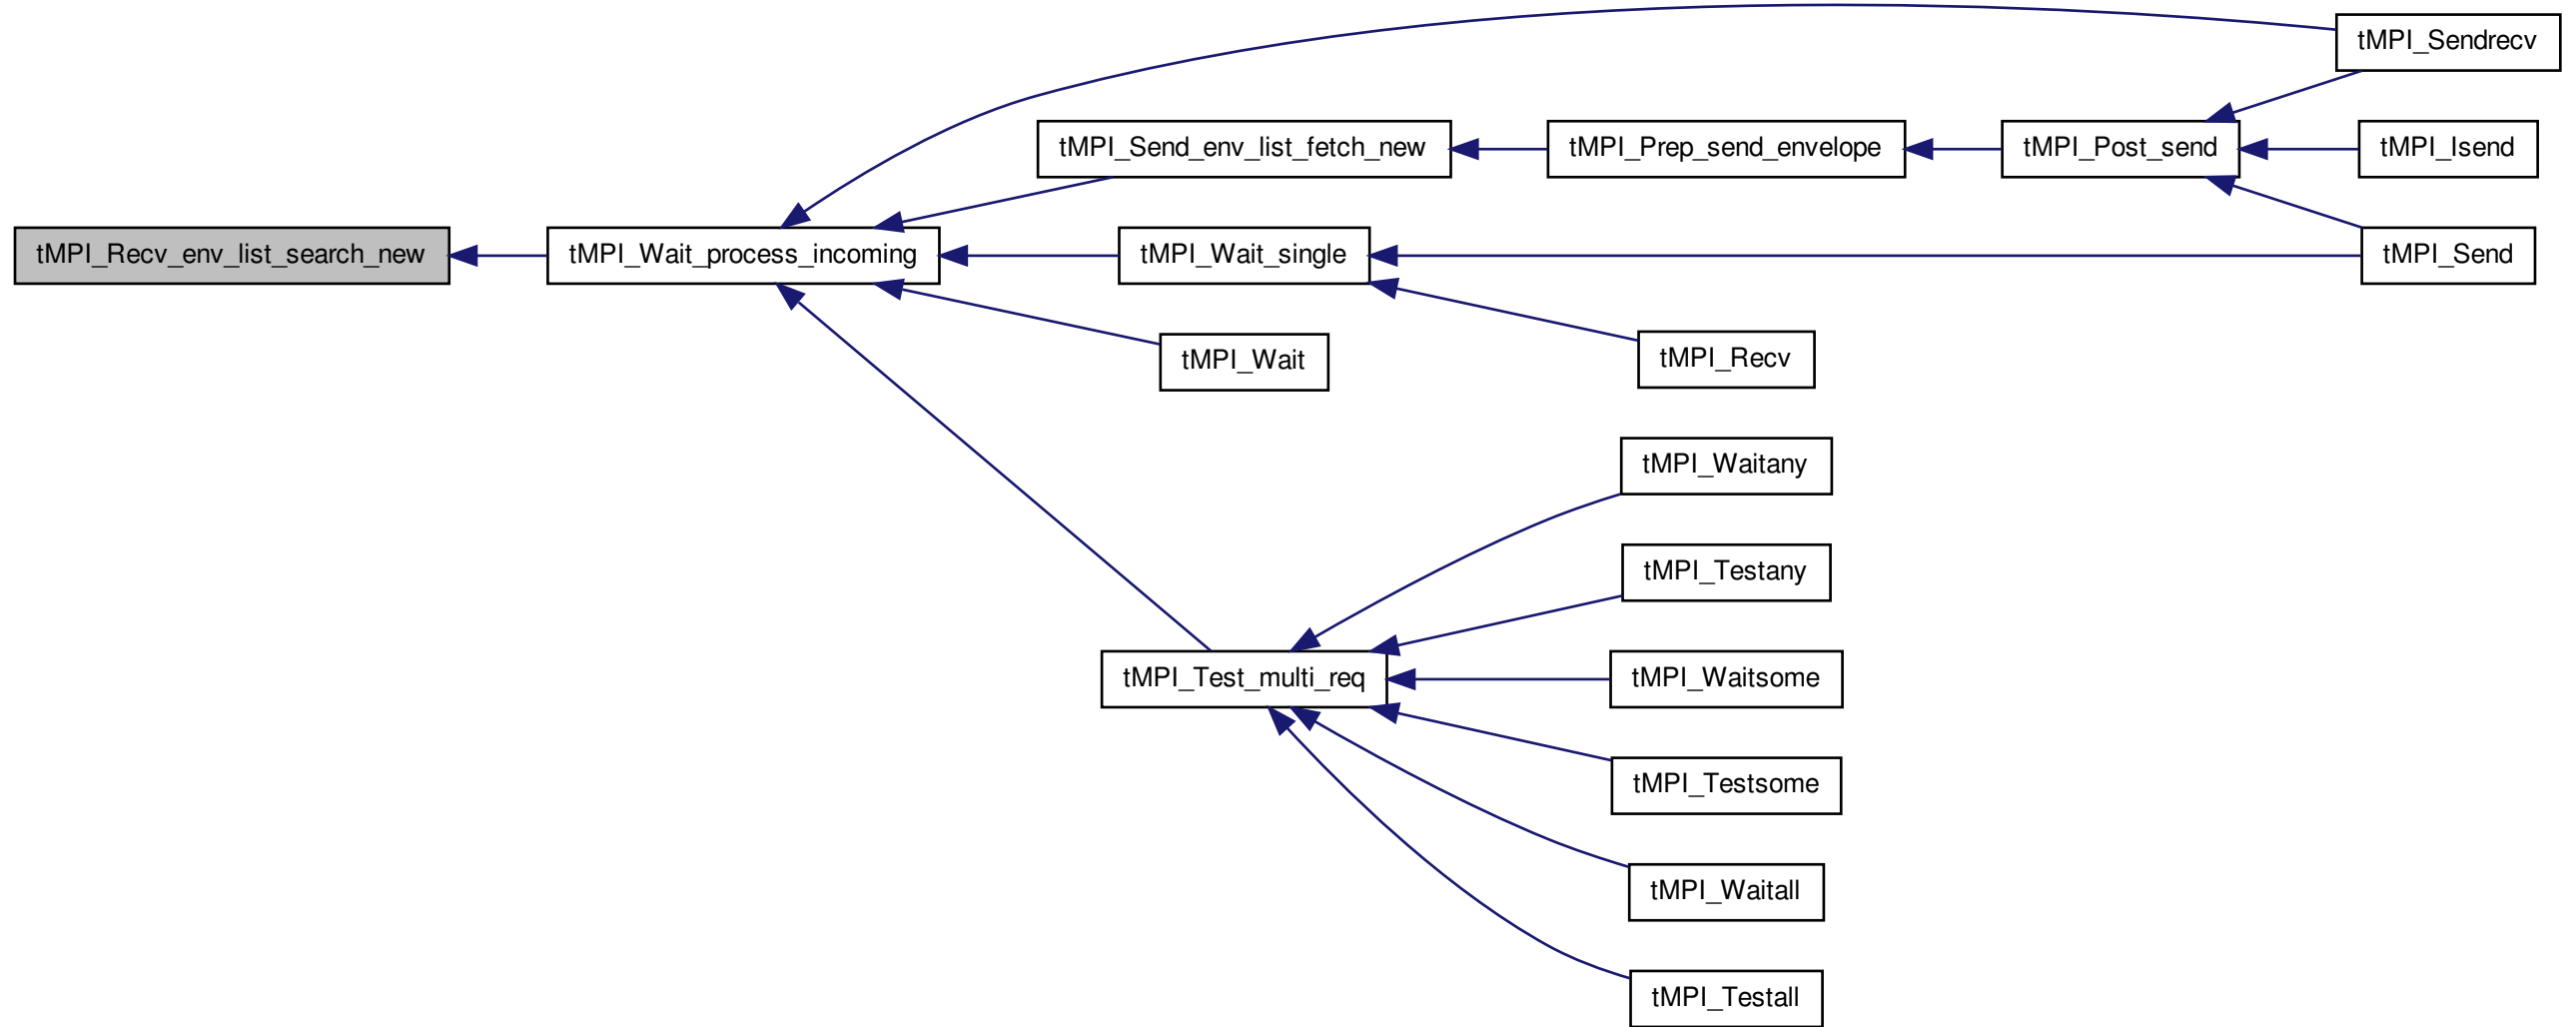 tMPI_Sendrecv
tMPI_Send_env_list_fetch_new
tMPI_Prep_send_envelope
tMPI_Post_send
tMPI_Isend
tMPI_Recv_env_list_search_new
tMPI_Wait_process_incoming
tMPI_Wait_single
tMPI_Send
tMPI_Wait
tMPI_Recv
tMPI_Waitany
tMPI_Testany
tMPI_Test_multi_req
tMPI_Waitsome
tMPI_Testsome
tMPI_Waitall
tMPI_Testall